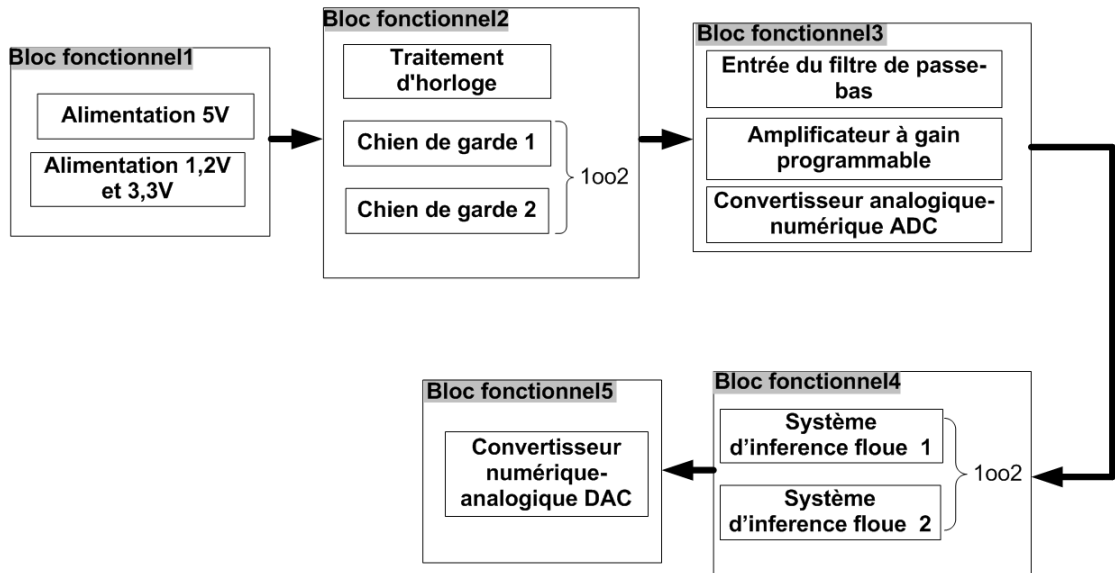 Bloc fonctionnel1
Alimentation 5V
Alimentation 1,2V
et 3,3V
Bloc fonctionnel2
Traitement
d'horloge
Chien de garde 1
Chien de garde 2
1oo2
Bloc fonctionnel3
Entrée du filtre de passe-
bas
Amplificateur à gain
programmable
Convertisseur analogique-
numérique ADC
Bloc fonctionnel4
Système
d’inference floue 1
Système
d’inference floue 2
1oo2
Bloc fonctionnel5
Convertisseur
numérique-
analogique DAC